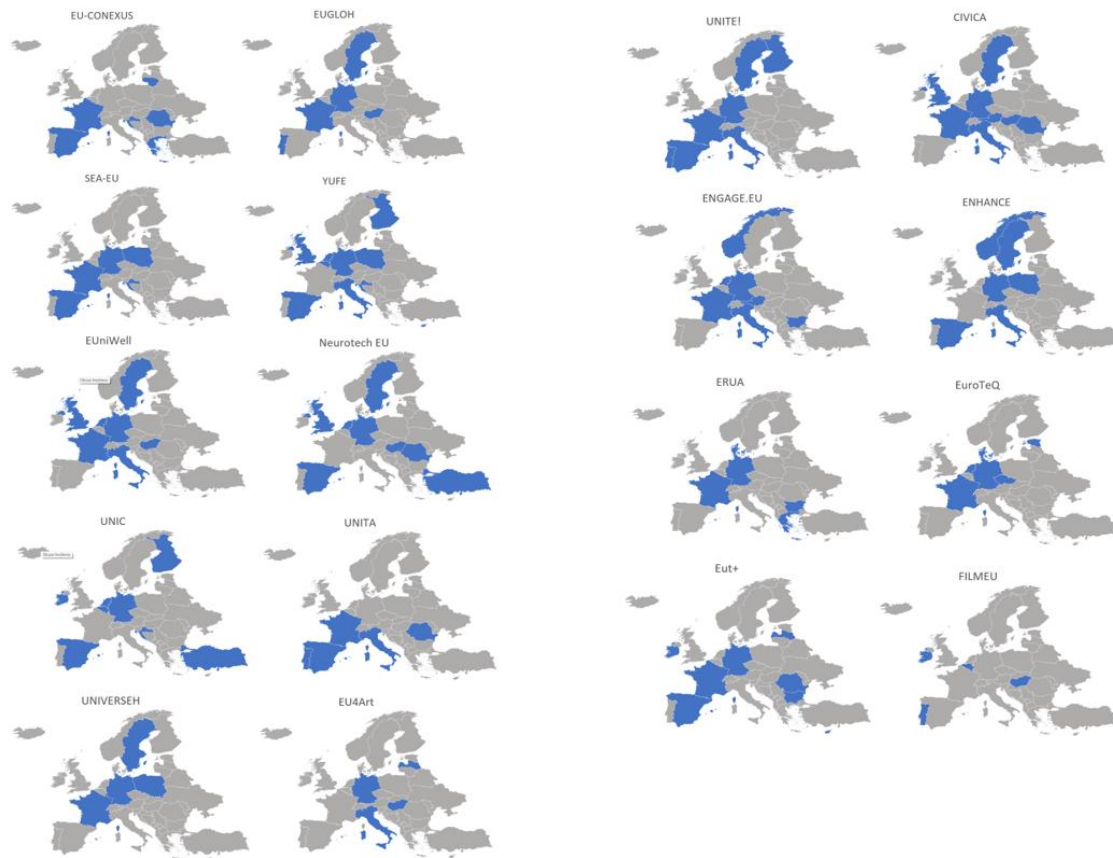 EU-CONEXUS
EUGLOH
UNITE!
CIVICA
SEA-EU
YUFE
ENGAGE.EU
ENHANCE
EUniWell
Neurotech EU
ERUA
EuroTeQ
UNIC
UNITA
Eut+
FILMEU
UNIVERSEH
EU4Art